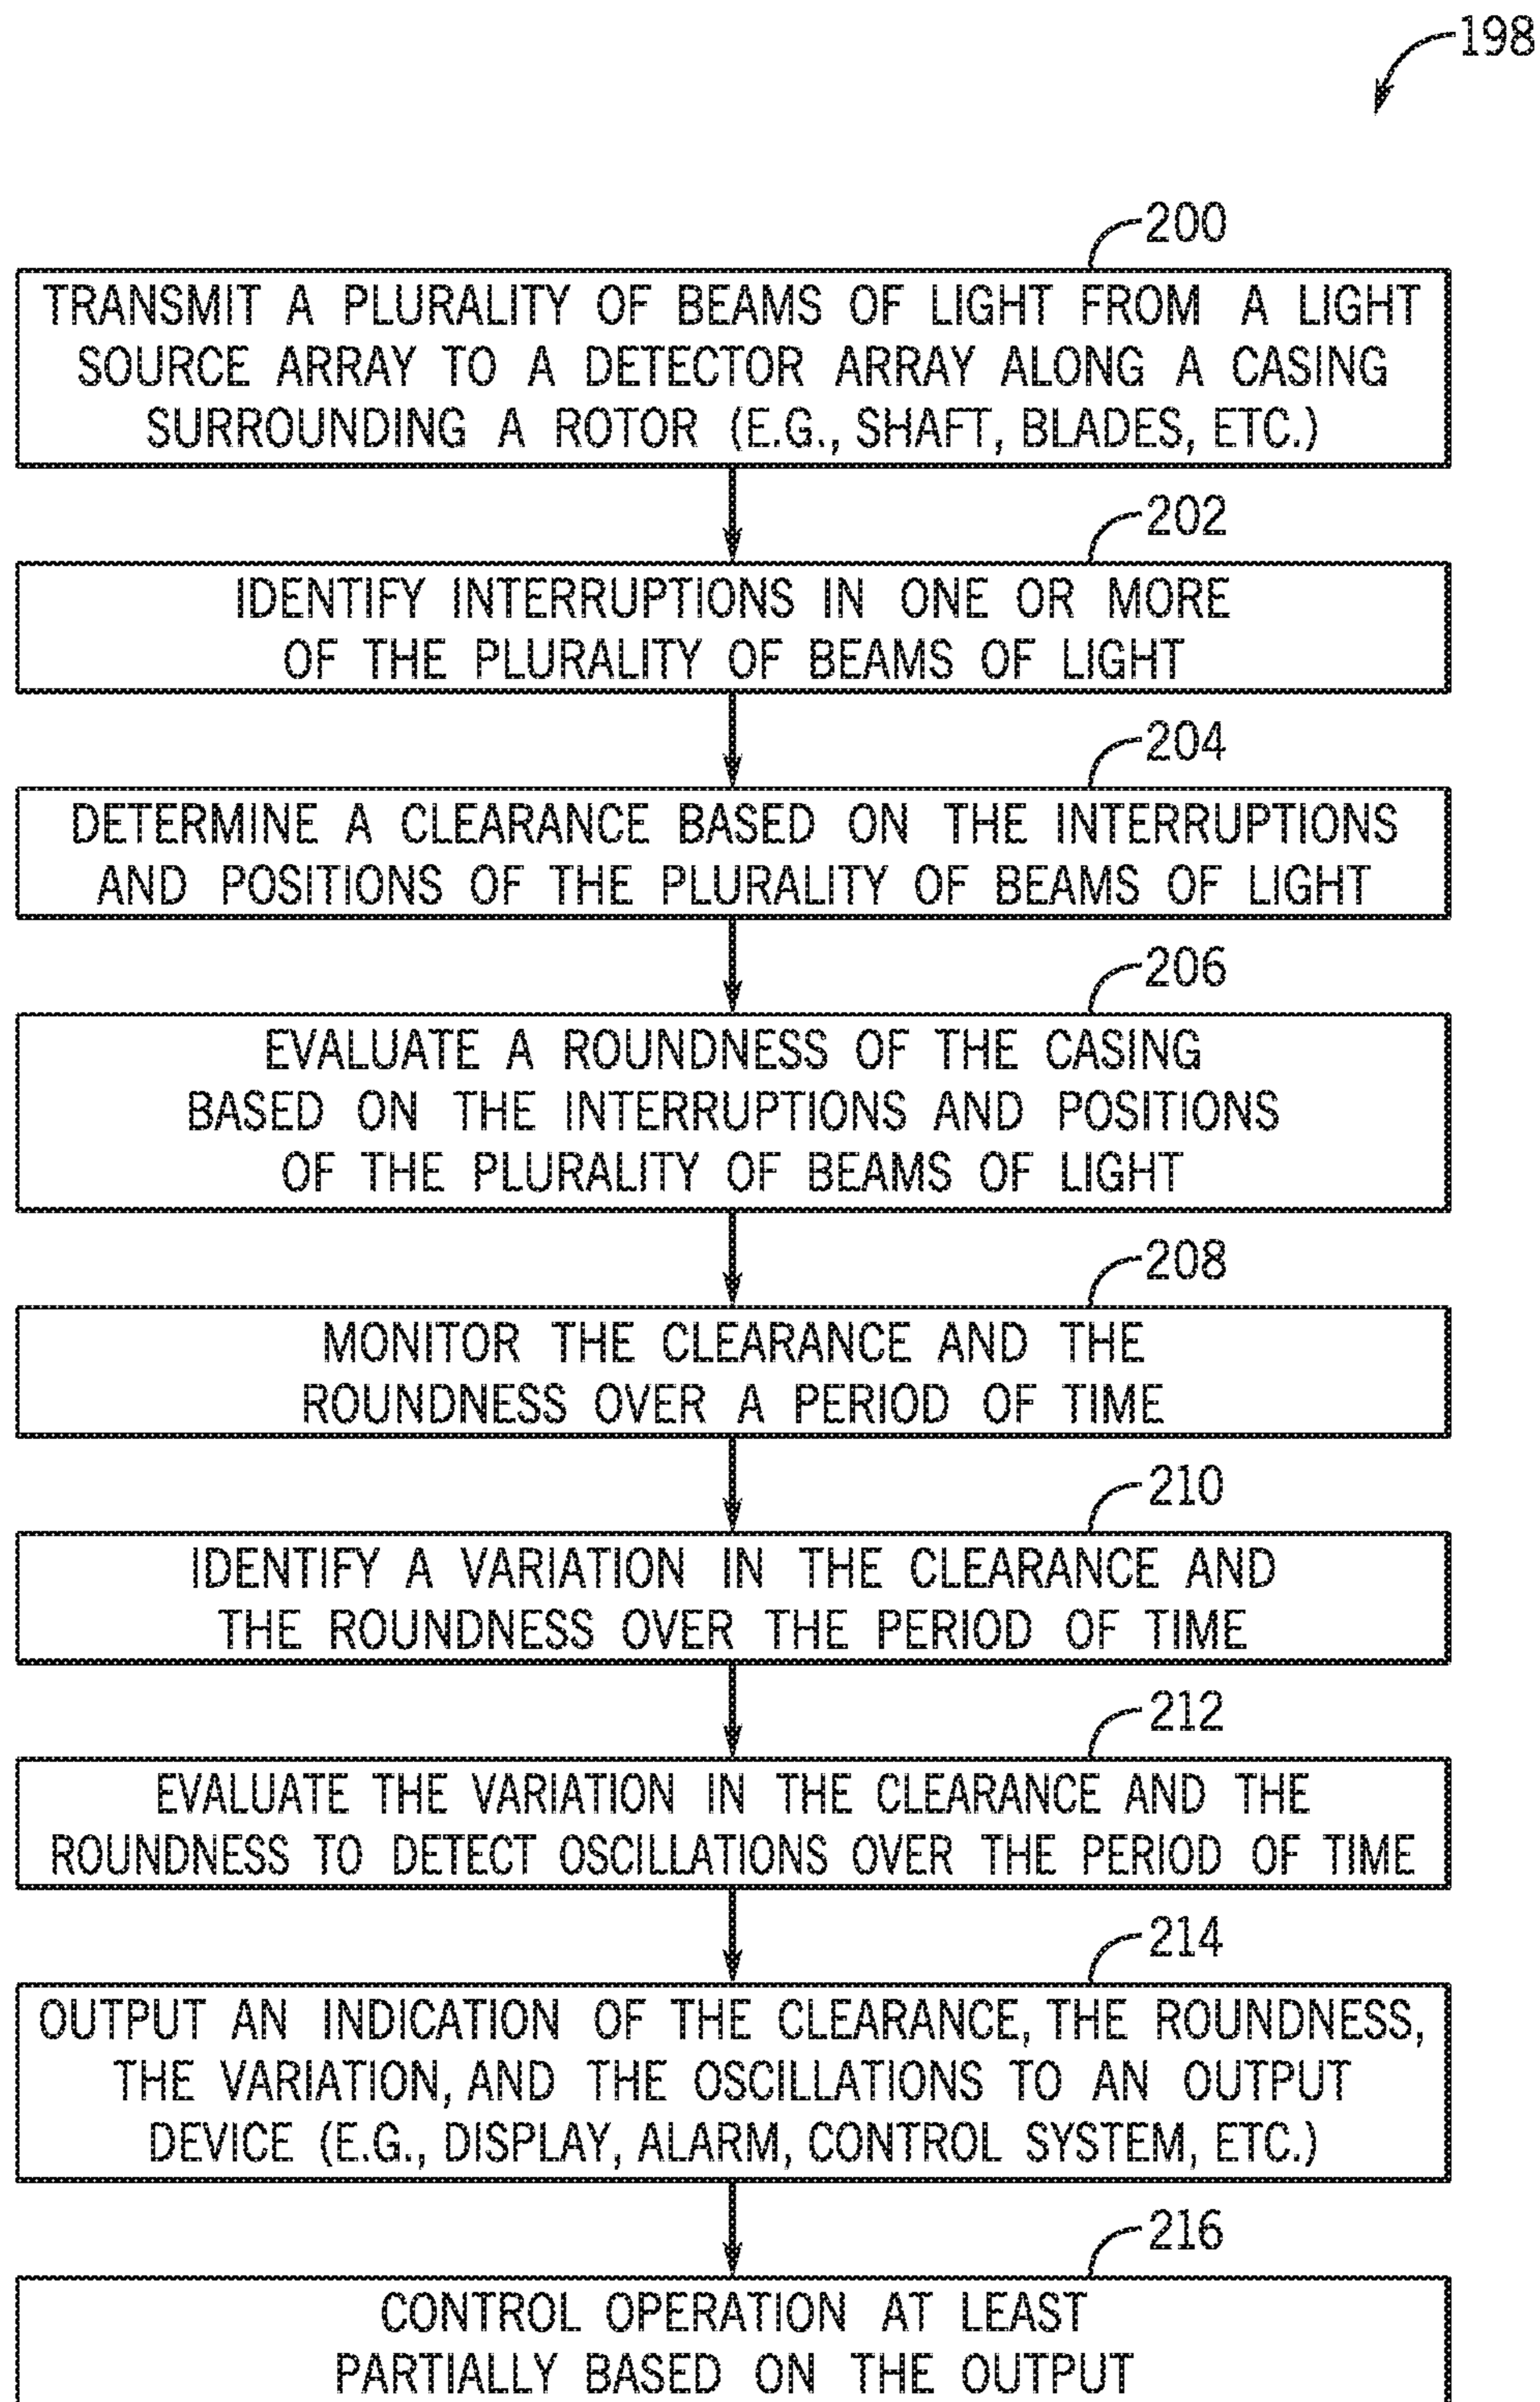 198
200
TRANSMIT A PLURALITY OF BEAMS OF LIGHT FROM A LIGHT
SOURCE ARRAY TO A DETECTOR ARRAY ALONG A CASING
SURROUNDING A ROTOR (E.G., SHAFT, BLADES, ETC.)
202
IDENTIFY INTERRUPTIONS IN ONE OR MORE
OF THE PLURALITY OF BEAMS OF LIGHT
204
DETERMINE A CLEARANCE BASED ON THE INTERRUPTIONS
AND POSITIONS OF THE PLURALITY OF BEAMS OF LIGHT
206
EVALUATE A ROUNDNESS OF THE CASING
BASED ON THE INTERRUPTIONS AND POSITIONS
OF THE PLURALITY OF BEAMS OF LIGHT
208
MONITOR THE CLEARANCE AND THE
ROUNDNESS OVER A PERIOD OF TIME
210
IDENTIFY A VARIATION IN THE CLEARANCE AND
THE ROUNDNESS OVER THE PERIOD OF TIME
212
EVALUATE THE VARIATION IN THE CLEARANCE AND THE
ROUNDNESS TO DETECT OSCILLATIONS OVER THE PERIOD OF TIME
214
OUTPUT AN INDICATION OF THE CLEARANCE, THE ROUNDNESS,
THE VARIATION, AND THE OSCILLATIONS TO AN OUTPUT
DEVICE (E.G., DISPLAY, ALARM, CONTROL SYSTEM, ETC.)
216
CONTROL OPERATION AT LEAST
PARTIALLY BASED ON THE OUTPUT